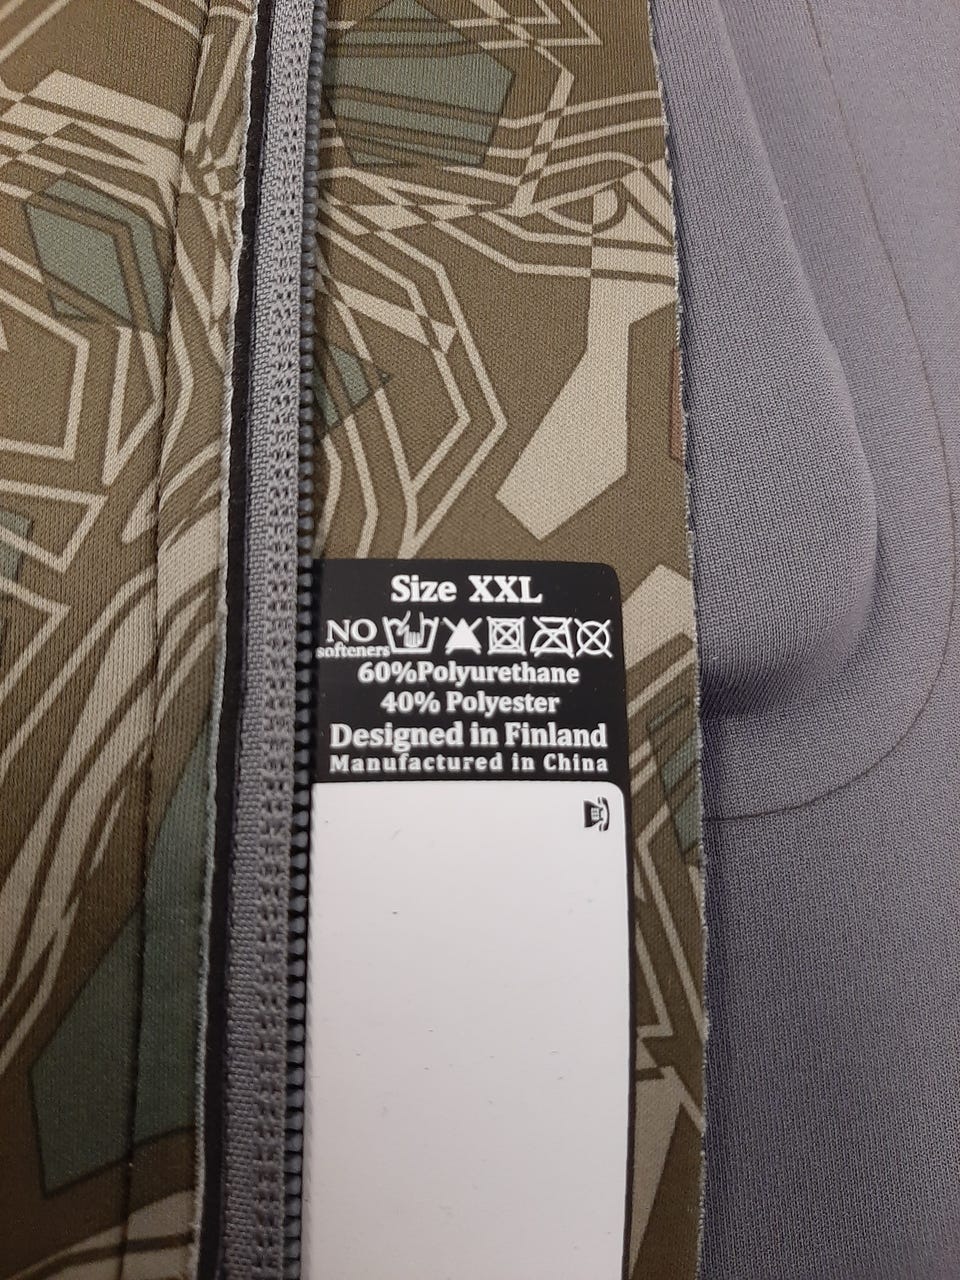 Size XXL
NO
softeners
60%Polyurethane
40% Polyester
Designed in Finland
Manufactured in China